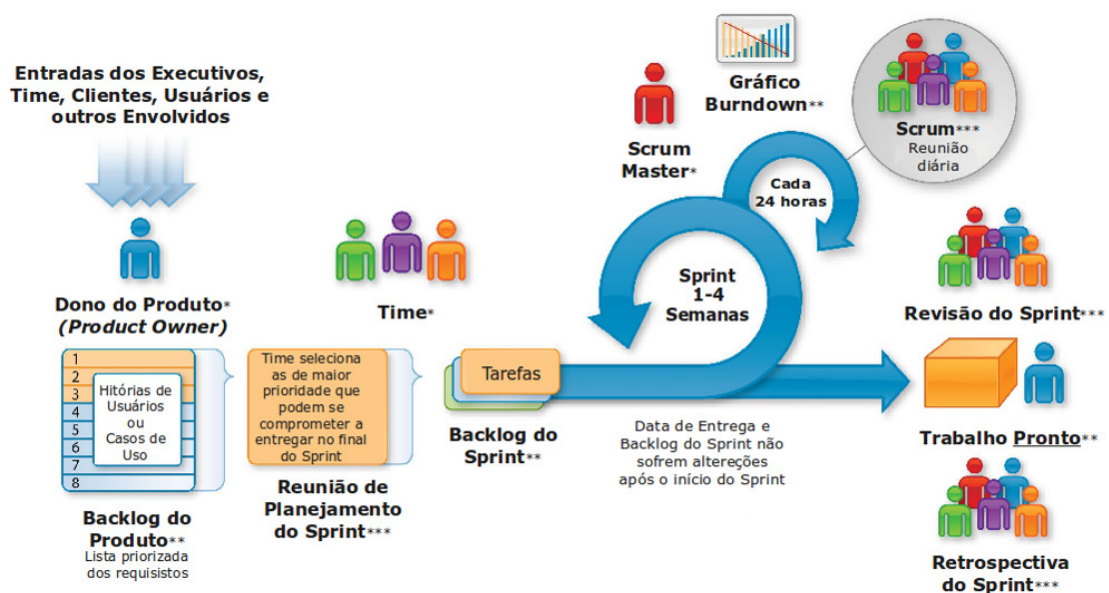 Entradas dos Executivos,
Time, Clientes, Usuários e
outros Envolvidos
Dono do Produto*
(Product Owner)
1
2
3
4
5
6
7
8
Hitórias de
Usuários
ou
Casos de
Uso
Backlog do
Produto**
Lista priorizada
dos requisistos
Time*
Time seleciona
as de maior
prioridade que
podem se
comprometer a
entregar no final
do Sprint
Reunião de
Planejamento
do Sprint***
Tarefas
Backlog do
Sprint**
Scrum
Master*
Gráfico
Burndown**
Cada
24 horas
Scrum***
Reunião
diária
Sprint
1-4
Semanas
Data de Entrega e
Backlog do Sprint não
sofrem altereções
após o início do Sprint
Revisão do Sprint***
Trabalho Pronto**
Retrospectiva
do Sprint***